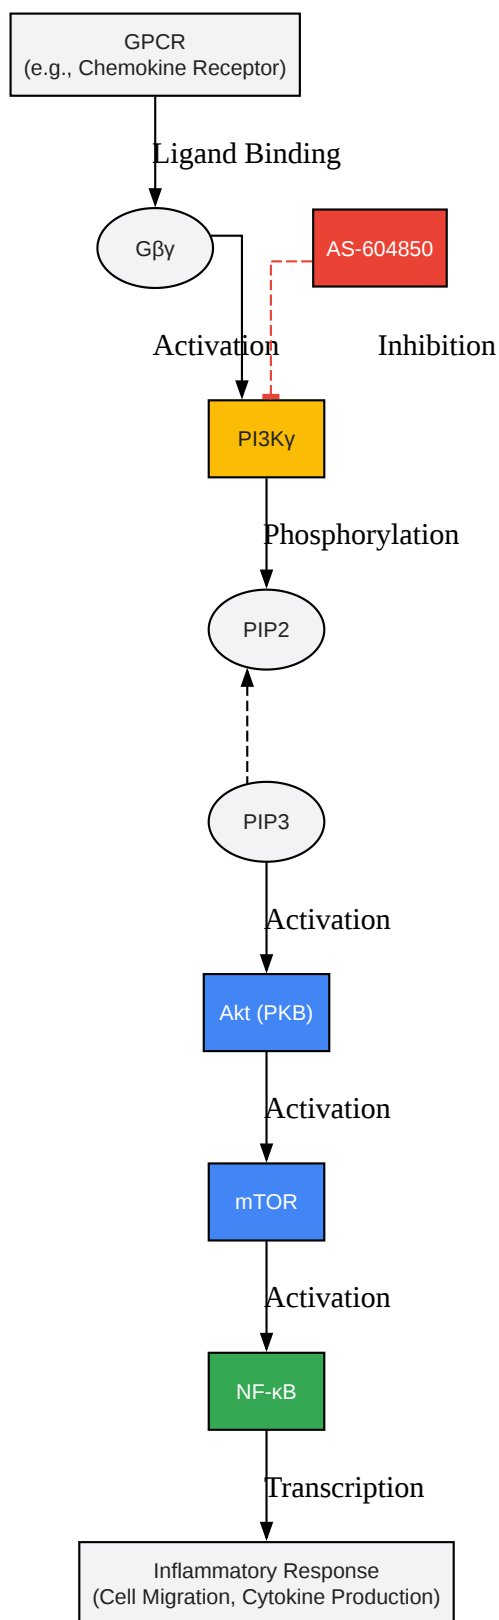 GPCR
(e.g., Chemokine Receptor)
Ligand Binding
Gβγ
AS-604850
Activation
Inhibition
PI3Kγ
Phosphorylation
PIP2
PIP3
Activation
Akt (PKB)
Activation
mTOR
Activation
NF-κB
Transcription
Inflammatory Response
(Cell Migration, Cytokine Production)